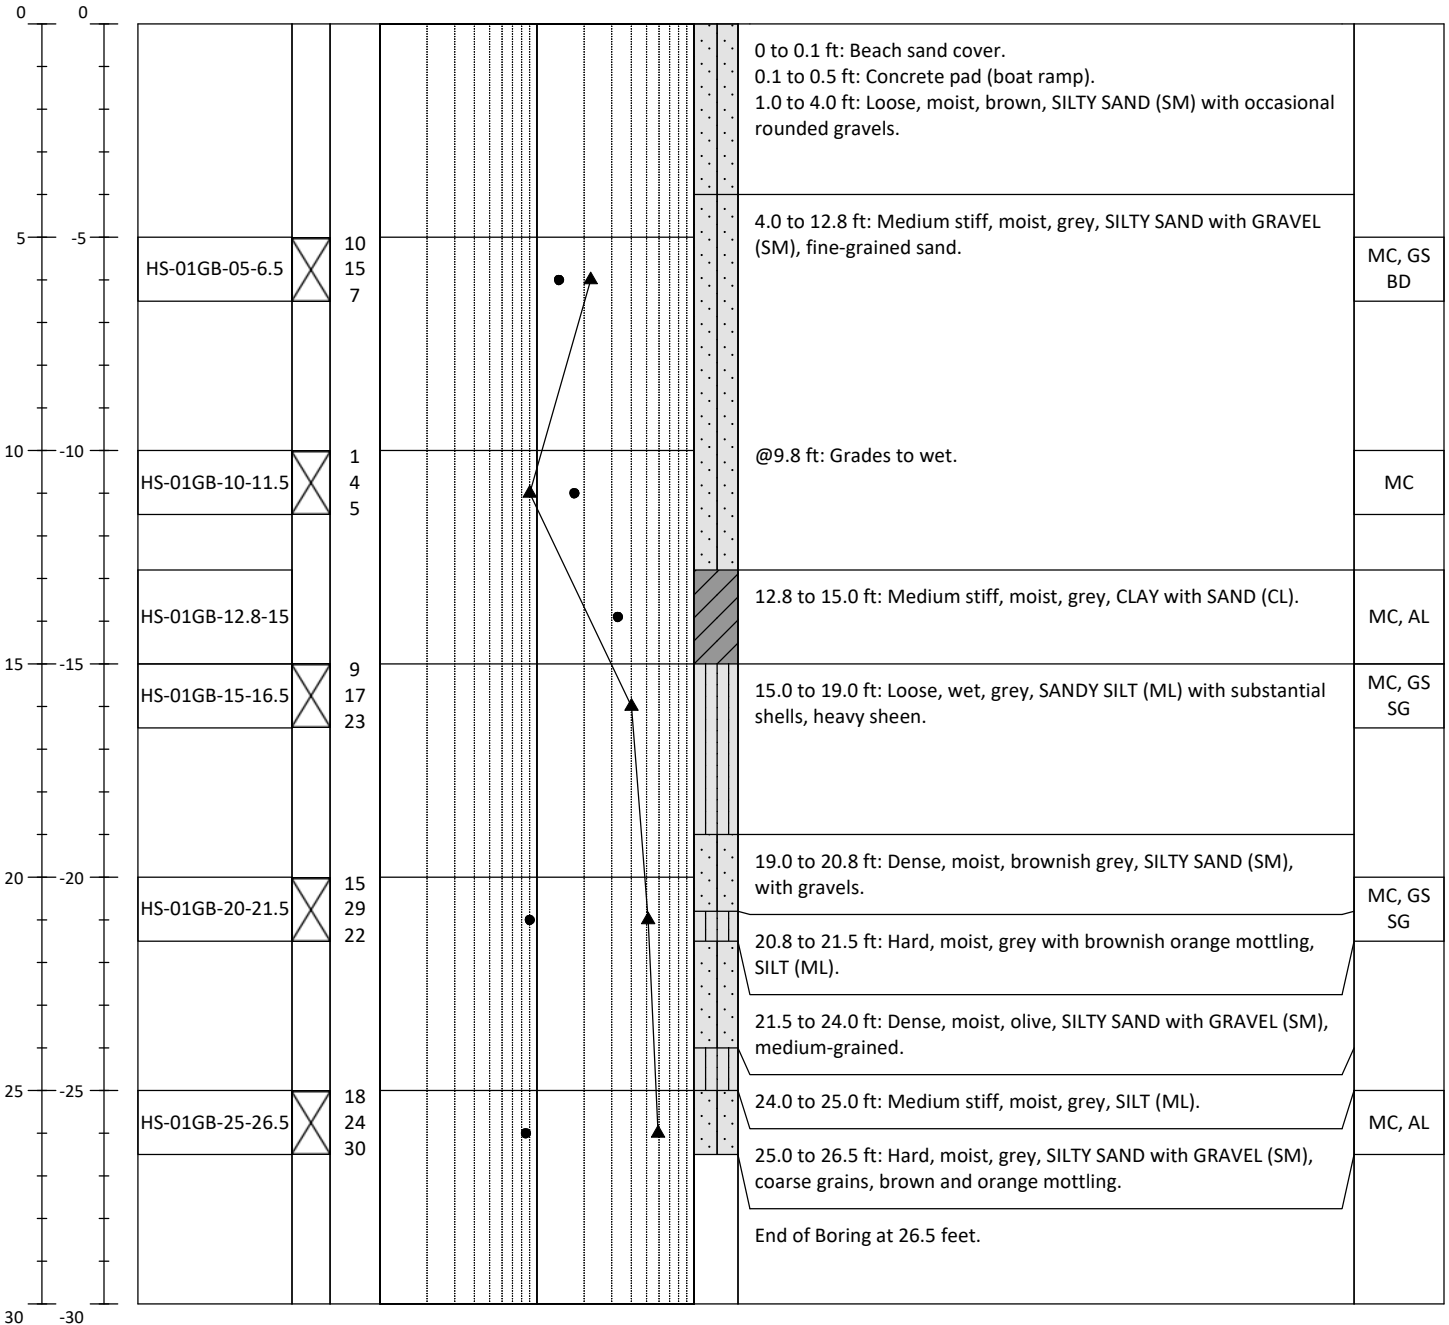 0 0
0 to 0.1 ft: Beach sand cover.
0.1 to 0.5 ft: Concrete pad (boat ramp).
1.0 to 4.0 ft: Loose, moist, brown, SILTY SAND (SM) with occasional
rounded gravels.
4.0 to 12.8 ft: Medium stiff, moist, grey, SILTY SAND with GRAVEL
(SM), fine-grained sand.
5 -5
HS-01GB-05-6.5
10
15
7
MC, GS
BD
10 -10
@9.8 ft: Grades to wet.
HS-01GB-10-11.5
1
4
5
MC
HS-01GB-12.8-15
12.8 to 15.0 ft: Medium stiff, moist, grey, CLAY with SAND (CL).
MC, AL
15 -15
HS-01GB-15-16.5
9
17
23
15.0 to 19.0 ft: Loose, wet, grey, SANDY SILT (ML) with substantial
shells, heavy sheen.
MC, GS
SG
19.0 to 20.8 ft: Dense, moist, brownish grey, SILTY SAND (SM),
with gravels.
20 -20
HS-01GB-20-21.5
15
29
22
MC, GS
SG
20.8 to 21.5 ft: Hard, moist, grey with brownish orange mottling,
SILT (ML).
21.5 to 24.0 ft: Dense, moist, olive, SILTY SAND with GRAVEL (SM),
medium-grained.
25 -25
24.0 to 25.0 ft: Medium stiff, moist, grey, SILT (ML).
HS-01GB-25-26.5
18
24
30
MC, AL
25.0 to 26.5 ft: Hard, moist, grey, SILTY SAND with GRAVEL (SM),
coarse grains, brown and orange mottling.
End of Boring at 26.5 feet.
30 -30